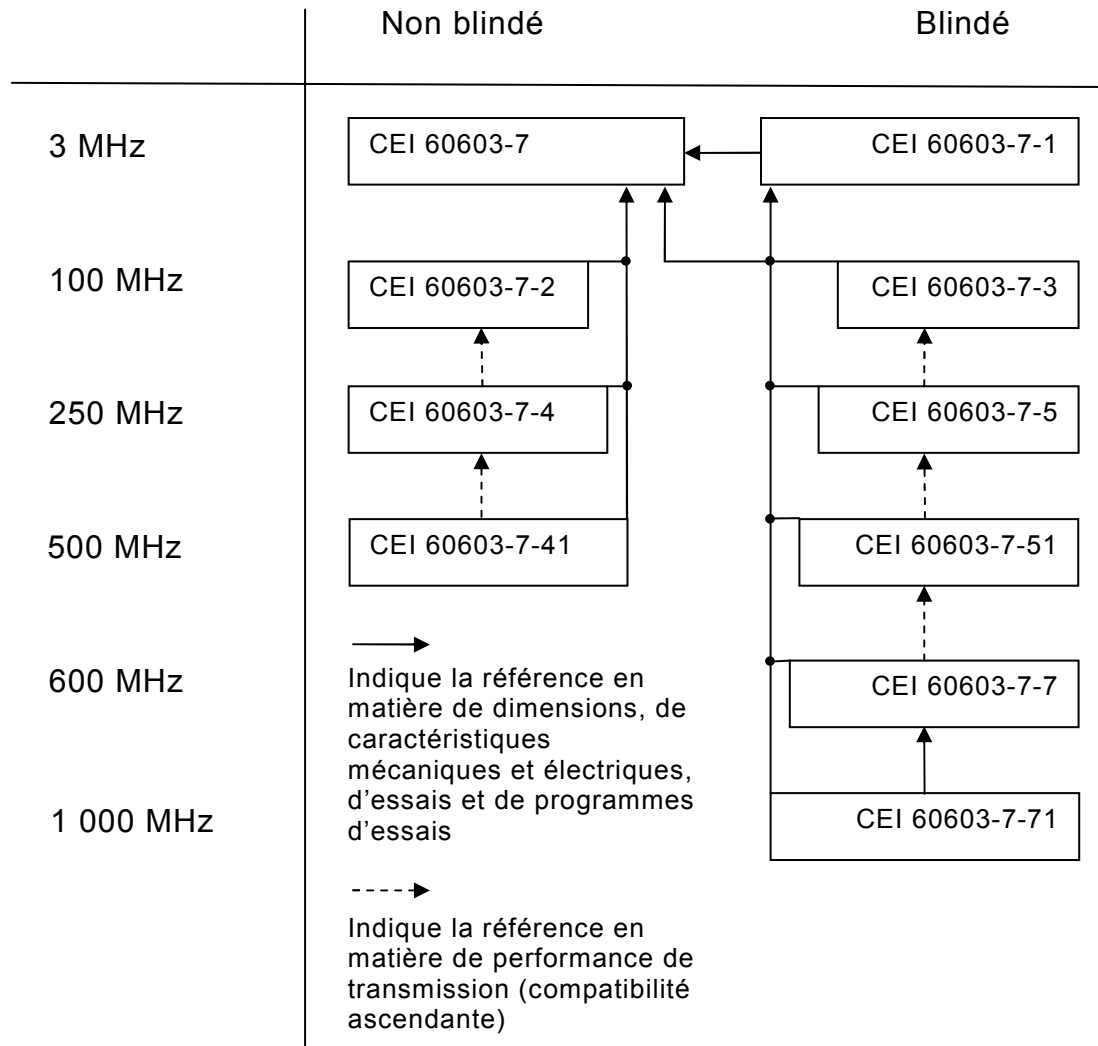 Non blindé
Blindé
3 MHz
CEI 60603-7
CEI 60603-7-1
100 MHz
CEI 60603-7-2
CEI 60603-7-3
250 MHz
CEI 60603-7-4
CEI 60603-7-5
500 MHz
CEI 60603-7-41
CEI 60603-7-51
600 MHz
CEI 60603-7-7
1 000 MHz
CEI 60603-7-71
Indique la référence en
matière de dimensions, de
caractéristiques
mécaniques et électriques,
d'essais et de programmes
d'essais
Indique la référence en
matière de performance de
transmission (compatibilité
ascendante)